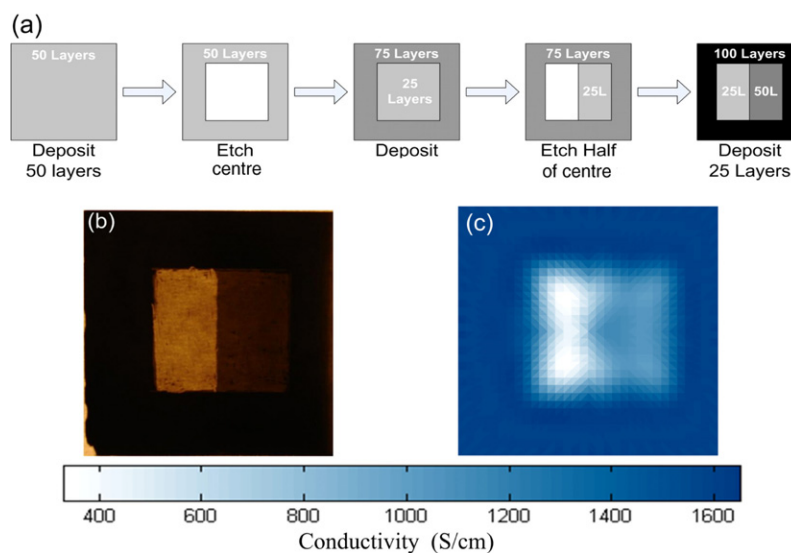 (a)
50 Layers
50 Layers
75 Layers
75 Layers
100 Layers
25
Layers
25L
25L
50L
Deposit
50 layers
Etch
centre
Deposit
Etch Half
of centre
Deposit
25 Layers
(b)
(c)
400
600
800
1000
1200
1400
1600
Conductivity (S/cm)